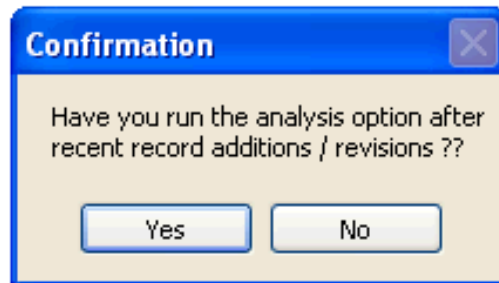 Confirmation
Have you run the analysis option after
recent record additions / revisions ??
Yes
No